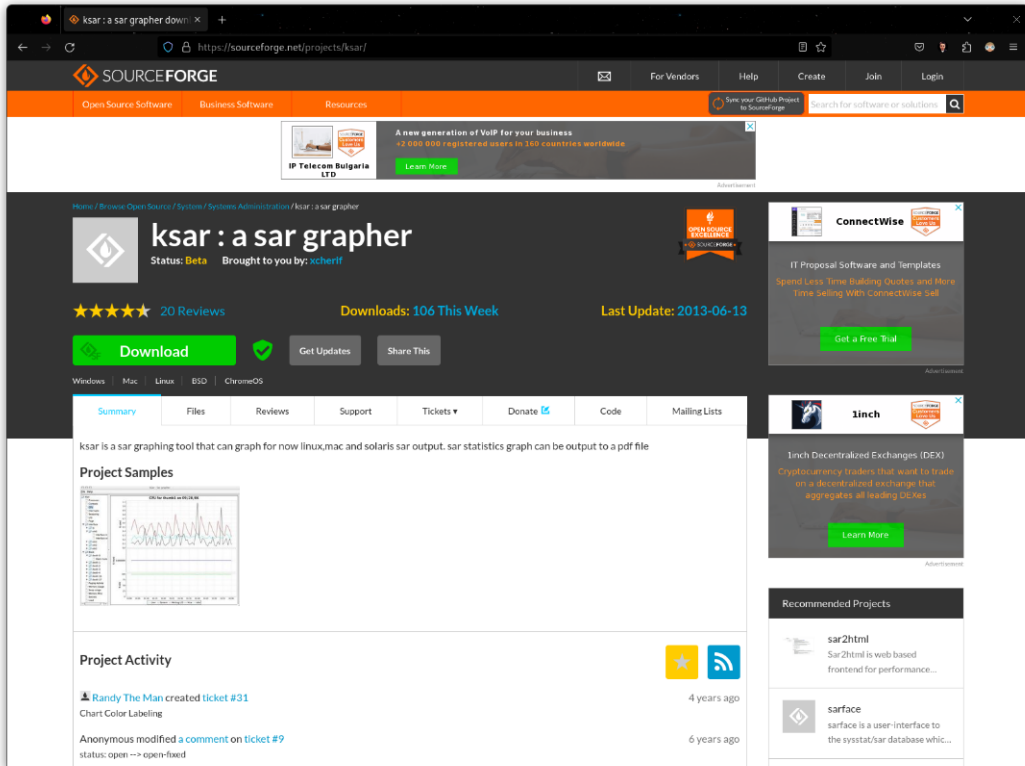 ksar : a sar grapher downl
https://sourceforge.net/projects/ksar/
SOURCEFORGE
For Vendors Help Create Join Login
Open Source Software Business Software Resources
Sync your GitHub Project to SourceForge
Search for software or solutions
IP Telecom Bulgaria LTD
A new generation of VoIP for your business
+2 000 000 registered users in 160 countries worldwide
Learn More
Advertisement
Home / Browse Open Source / System / Systems Administration / ksar : a sar grapher
ksar : a sar grapher
Status: Beta Brought to you by: xcherif
OPEN SOURCE EXCELLENCE
SOURCEFORGE
20 Reviews
Downloads: 106 This Week
Last Update: 2013-06-13
Download
Get Updates
Share This
Windows Mac Linux BSD ChromeOS
Summary Files Reviews Support Tickets ▾ Donate Code Mailing Lists
ksar is a sar graphing tool that can graph for now linux,mac and solaris sar output. sar statistics graph can be output to a pdf file
Project Samples
Project Activity
Randy The Man created ticket #31
4 years ago
Chart Color Labeling
Anonymous modified a comment on ticket #9
6 years ago
status: open --> open-fixed
ConnectWise
IT Proposal Software and Templates
Spend Less Time Building Quotes and More
Time Selling With ConnectWise Sell
Get a Free Trial
Advertisement
1inch
1inch Decentralized Exchanges (DEX)
Cryptocurrency traders that want to trade
on a decentralized exchange that
aggregates all leading DEXes
Learn More
Advertisement
Recommended Projects
sar2html
Sar2html is web based
frontend for performance...
sarface
sarface is a user-interface to
the sysstat/sar database whic...